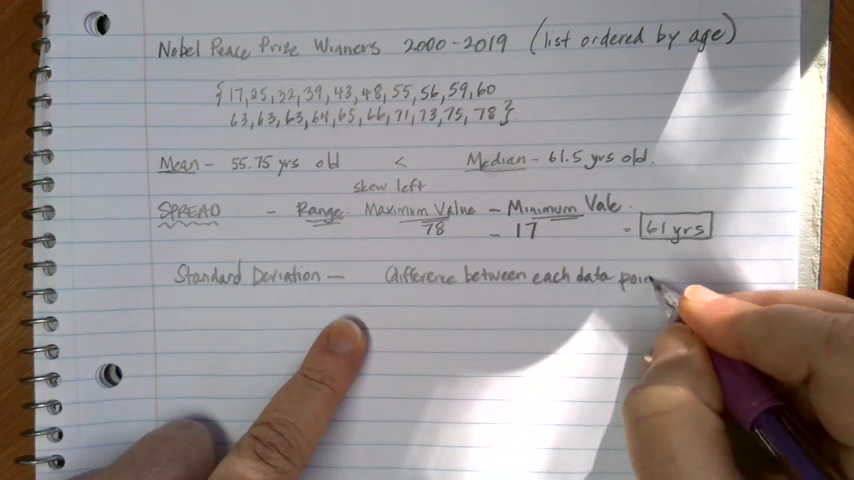 Nobel Peace Prize Winners 2000-2019 (list ordered by age)
{17, 25, 32, 39, 43, 48, 55, 56, 59, 60
63, 63, 63, 64, 65, 66, 71, 73, 75, 78}
Mean - 55.75 yrs old < Median - 61.5 yrs old.
skew left
SPREAD - Range: Maximum Value - Minimum Vale.
78 - 17 = 61 yrs
Standard Deviation - (difference between each data poin